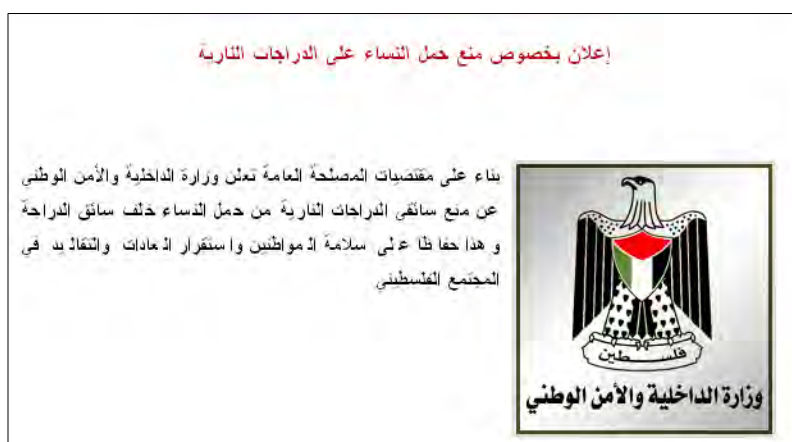 إعلان بخصوص منع حمل النساء على الدراجات النارية
بناء على مقتضيات المصلحة العامة تعلن وزارة الداخلية والأمن الوطني
عن منع سائقي الدراجات النارية من حمل النساء خلف سائق الدراجة
وهذا حفاظا على سلامة المواطنين واستقرار العادات والتقاليد في
المجتمع الفلسطيني
فلسطين
وزارة الداخلية والأمن الوطني